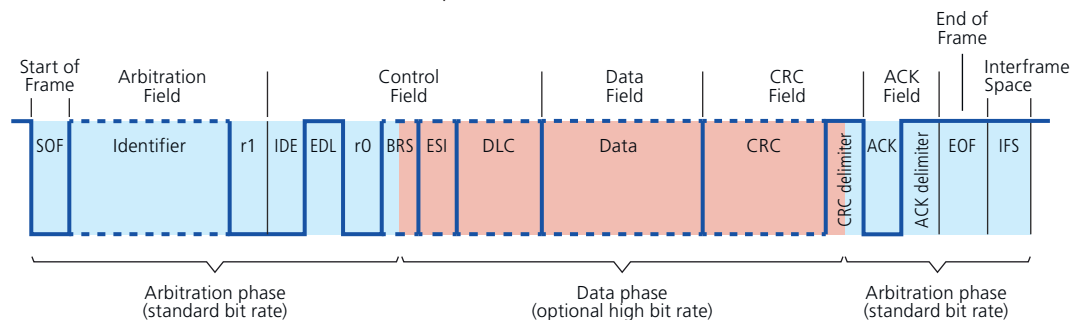 End of
Frame
Start of
Frame
Arbitration
Field
Control
Field
Data
Field
CRC
Field
ACK
Field
Interframe
Space
SOF
Identifier
r1
IDE
EDL
r0
BRS
ESI
DLC
Data
CRC
CRC delimiter
ACK
ACK delimiter
EOF
IFS
Arbitration phase
(standard bit rate)
Data phase
(optional high bit rate)
Arbitration phase
(standard bit rate)